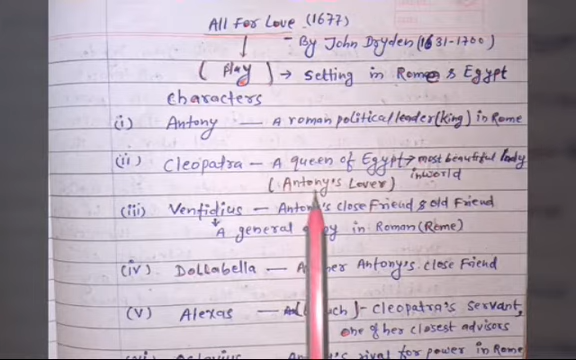 All For Love (1677)
- By John Dryden (1631-1700)
(Play) → setting in Rome & Egypt
Characters
(i) Antony - A roman political leader (king) in Rome
(ii) Cleopatra - A queen of Egypt → most beautiful lady
(Antony's Lover) in world
(iii) Venfidius - Antony's close Friend & old Friend
A general in Roman (Rome)
(iv) Dollabella - Antony's close Friend
(v) Alexas - Cleopatra's servant,
one of her closest advisors
rival for power in Rome